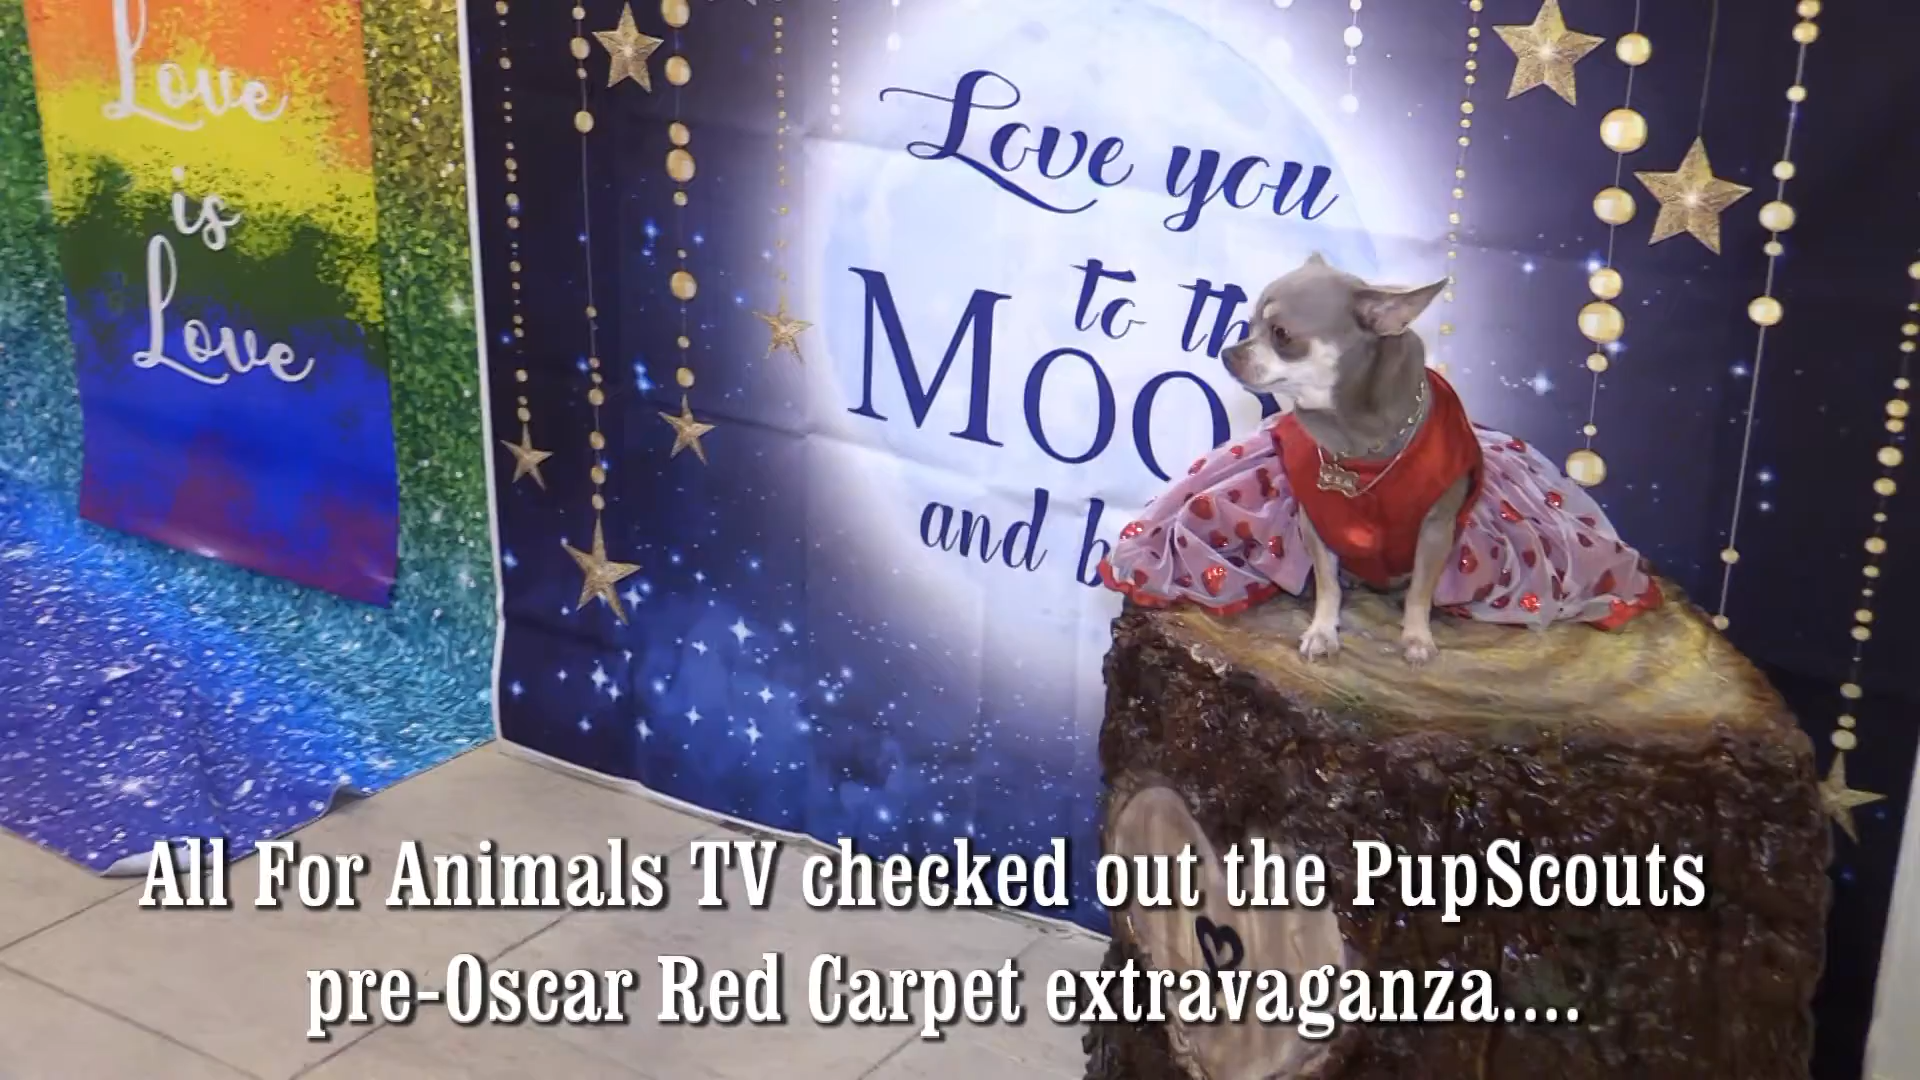 Love
is
Love
Love you
to th
MOO
and b
All For Animals TV checked out the PupScouts
pre-Oscar Red Carpet extravaganza....